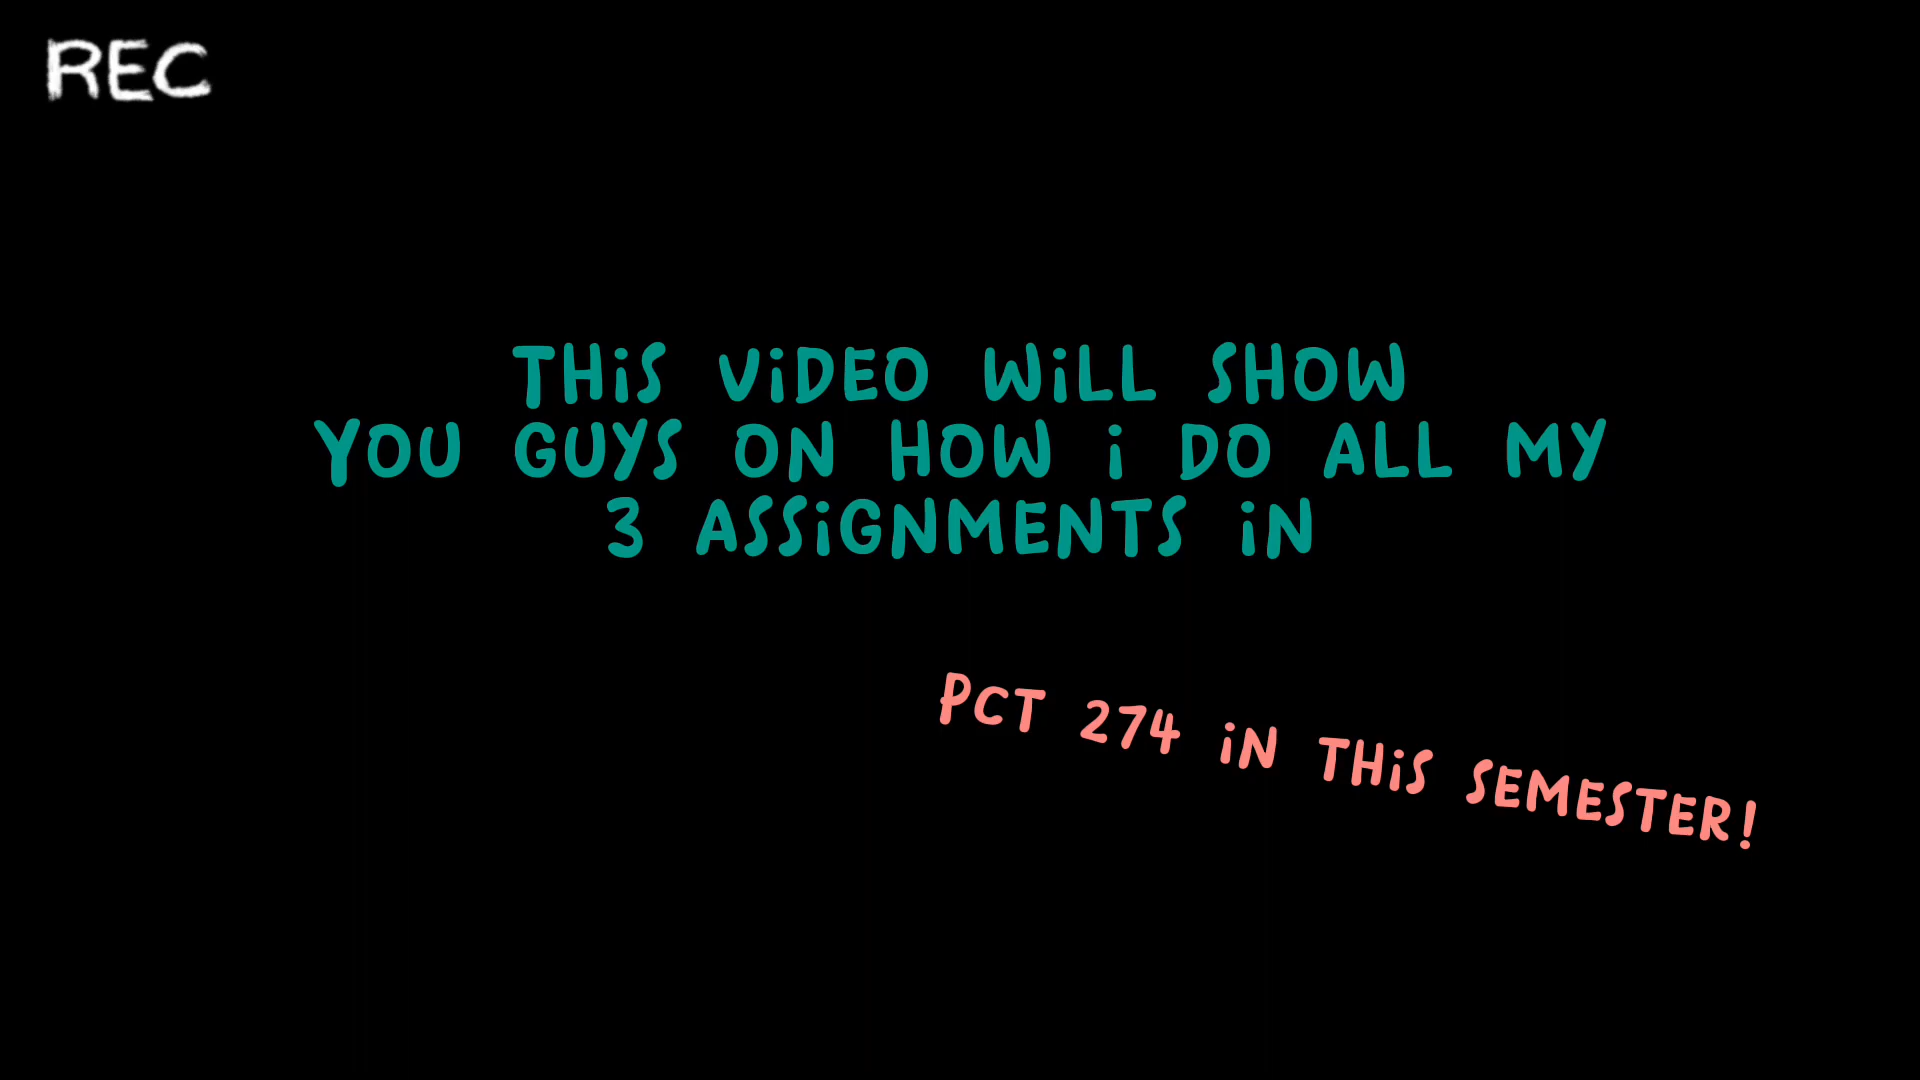 REC
THiS ViDEO WiLL SHOW
YOU GUYS ON HOW i DO ALL MY
3 ASSiGNMENTS iN
PCT 274 iN THiS SEMESTER!